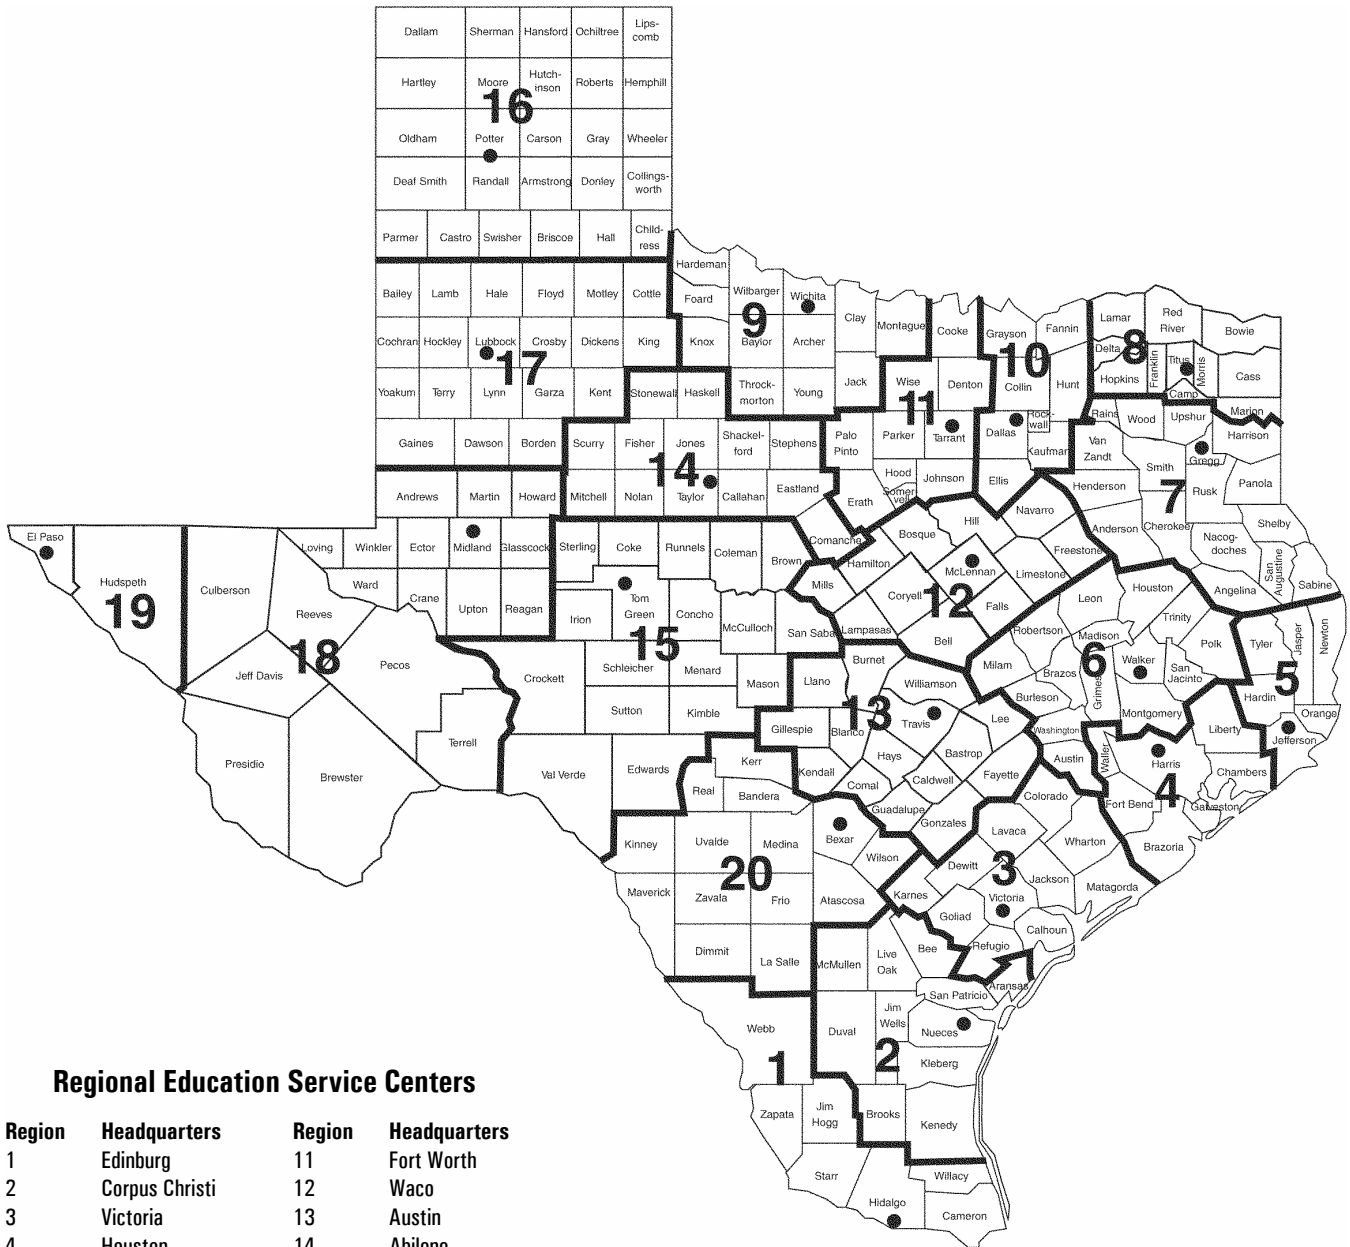 Dallam Sherman Hansford Ochiltree Lips-
comb
Hartley Moore Hutch-
inson Roberts Hemphill
16
Oldham Potter Carson Gray Wheeler
Deaf Smith Randall Armstrong Donley Collings-
worth
Parmer Castro Swisher Briscoe Hall Child-
ress
Hardeman
Bailey Lamb Hale Floyd Motley Cottle Foard Wilbarger Wichita
9
Clay Montague Cooke Grayson Fannin Lamar Red
River Bowie
Cochran Hockley Lubbock Crosby Dickens King Knox Baylor Archer
17
10
Delta 8 Franklin Titus Morris Cass
Hopkins Camp
Yoakum Terry Lynn Garza Kent Stonewall Haskell Throck-
morton Young Jack Wise Denton Collin Hunt
11
Rains Wood Upshur Marion
Gaines Dawson Borden Scurry Fisher Jones Shackel-
ford Stephens Palo
Pinto Parker Tarrant Dallas Rock-
wall Kaufman Van
Zandt Smith Gregg Harrison
14
Andrews Martin Howard Mitchell Nolan Taylor Callahan Eastland Erath Hood Somer-
vell Johnson Ellis Henderson 7 Rusk Panola
Navarro Anderson Cherokee Shelby
El Paso Hudspeth Culberson Loving Winkler Ector Midland Glasscock Sterling Coke Runnels Coleman Brown Comanche Hamilton Bosque Hill Freestone Nacog-
doches San
Augustine Sabine
19
Reeves Ward Crane Upton Reagan Irion Tom
Green Concho McCulloch Mills Coryell McLennan Limestone Falls Leon Houston Angelina
12
15
18
Jeff Davis Pecos Crockett Schleicher Menard San Saba Lampasas Bell Robertson Madison Trinity Polk Tyler Jasper Newton
6
5
Presidio Brewster Terrell Sutton Kimble Mason Llano Burnet Williamson Milam Brazos Grimes Walker San
Jacinto Hardin Orange
13
Gillespie Blanco Travis Lee Burleson Washington Montgomery Liberty Jefferson
Val Verde Edwards Kerr Kendall Hays Bastrop Fayette Austin Waller Harris Chambers
4
Real Bandera Comal Caldwell Colorado Fort Bend Galveston
Kinney Uvalde Medina Bexar Guadalupe Gonzales Lavaca Wharton Brazoria
20
3
Wilson Dewitt Jackson Matagorda
Maverick Zavala Frio Atascosa Karnes Goliad Victoria Calhoun
Dimmit La Salle McMullen Live
Oak Bee Refugio
Aransas
San Patricio
Webb Duval Jim
Wells Nueces
1
2
Kleberg
Zapata Jim
Hogg Brooks Kenedy
Starr Hidalgo Willacy
Cameron
Regional Education Service Centers
Region Headquarters Region Headquarters
1 Edinburg 11 Fort Worth
2 Corpus Christi 12 Waco
3 Victoria 13 Austin
4 Houston 14 Abilene